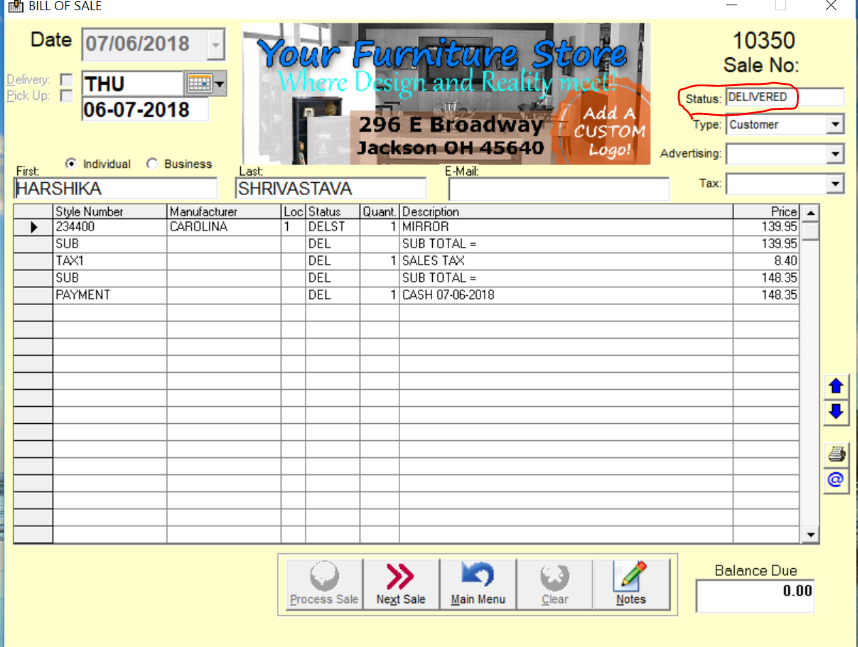 BILL OF SALE
Date 07/06/2018
Your Furniture Store
Where Design and Reality meet!
296 E Broadway
Jackson OH 45640
Add A
CUSTOM
Logo!
10350
Sale No:
Delivery:
Pick Up:
THU
06-07-2018
Status: DELIVERED
Type: Customer
Advertising:
Tax:
Individual Business
First: Last: E-Mail:
HARSHIKA SHRIVASTAVA
Style Number Manufacturer Loc Status Quant. Description Price
234400 CAROLINA 1 DELST 1 MIRROR 139.95
SUB DEL SUB TOTAL = 139.95
TAX1 DEL 1 SALES TAX 8.40
SUB DEL SUB TOTAL = 148.35
PAYMENT DEL 1 CASH 07-06-2018 148.35
@
Process Sale Next Sale Main Menu Clear Notes
Balance Due
0.00